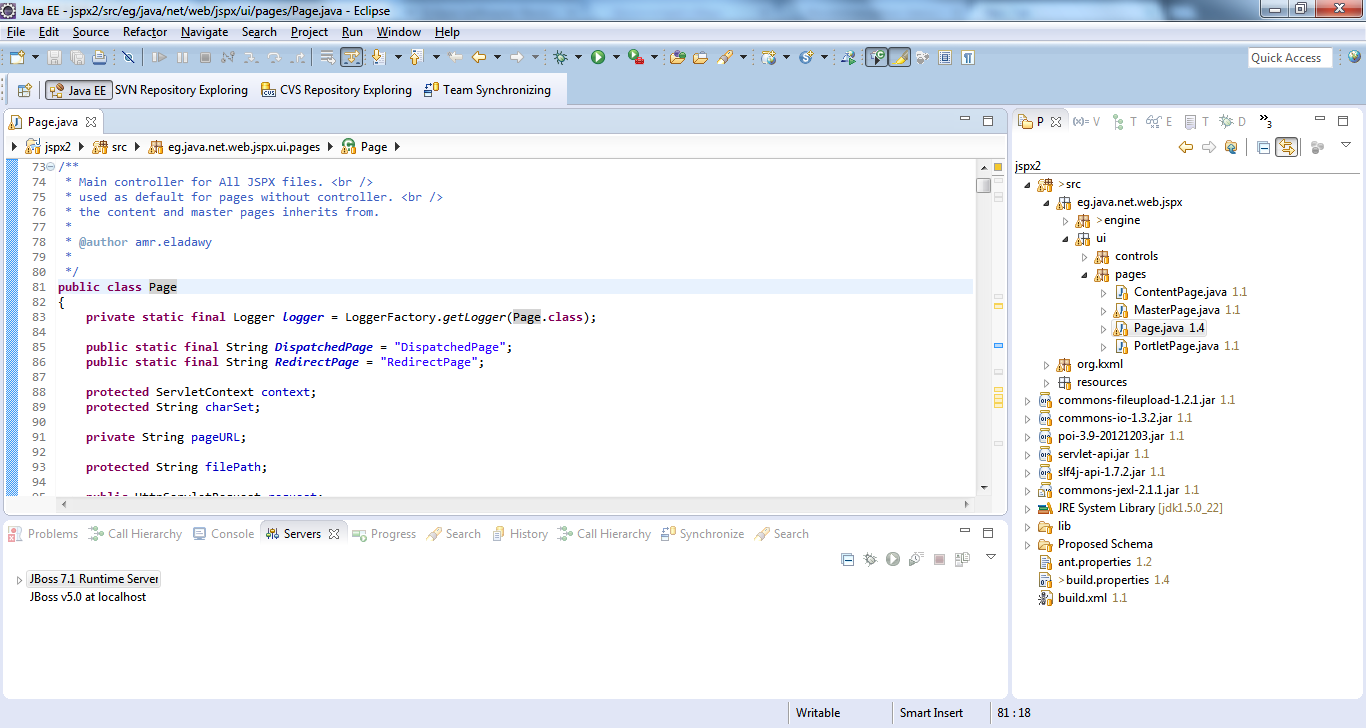 Java EE - jspx2/src/eg/java/net/web/jspx/ui/pages/Page.java - Eclipse
File Edit Source Refactor Navigate Search Project Run Window Help
Quick Access
Java EE SVN Repository Exploring CVS Repository Exploring Team Synchronizing
Page.java
jspx2 src eg.java.net.web.jspx.ui.pages Page
73 /**
74 * Main controller for All JSPX files. <br />
75 * used as default for pages without controller. <br />
76 * the content and master pages inherits from.
77 *
78 * @author amr.eladawy
79 *
80 */
81 public class Page
82 {
83 private static final Logger logger = LoggerFactory.getLogger(Page.class);
84
85 public static final String DispatchedPage = "DispatchedPage";
86 public static final String RedirectPage = "RedirectPage";
87
88 protected ServletContext context;
89 protected String charSet;
90
91 private String pageURL;
92
93 protected String filePath;
94
95 public HttpServletRequest request;
P (x)= V T E T D »3
jspx2
>src
eg.java.net.web.jspx
>engine
ui
controls
pages
ContentPage.java 1.1
MasterPage.java 1.1
Page.java 1.4
PortletPage.java 1.1
org.kxml
resources
commons-fileupload-1.2.1.jar 1.1
commons-io-1.3.2.jar 1.1
poi-3.9-20121203.jar 1.1
servlet-api.jar 1.1
slf4j-api-1.7.2.jar 1.1
commons-jexl-2.1.1.jar 1.1
JRE System Library [jdk1.5.0_22]
lib
Proposed Schema
ant.properties 1.2
>build.properties 1.4
build.xml 1.1
Problems Call Hierarchy Console Servers Progress Search History Call Hierarchy Synchronize Search
JBoss 7.1 Runtime Server
JBoss v5.0 at localhost
Writable Smart Insert 81 : 18